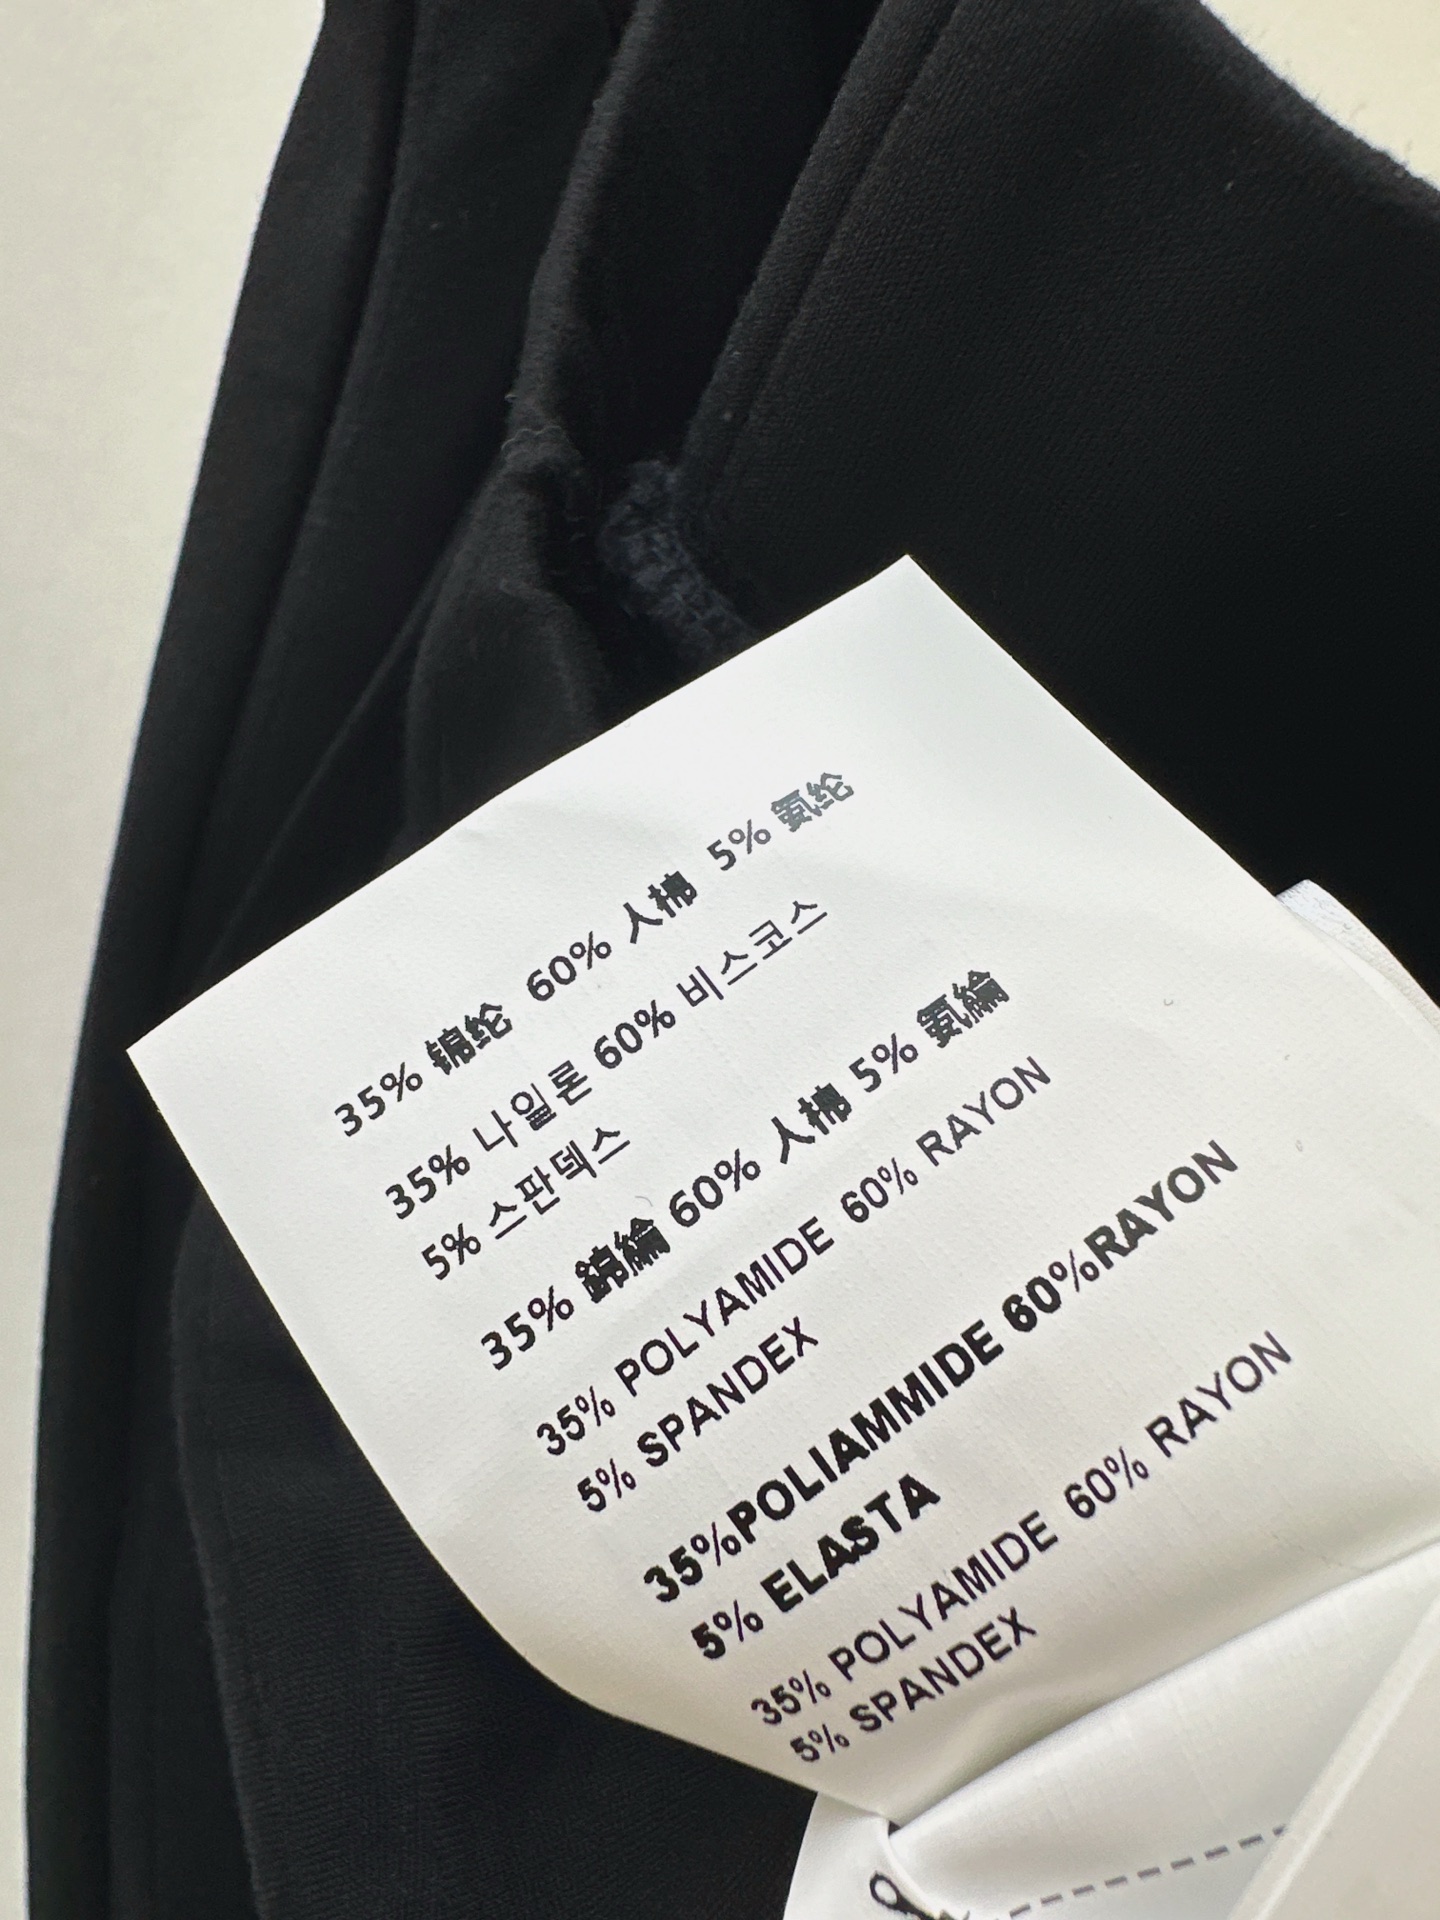 35% 锦纶 60% 人棉 5% 氨纶
35% 나일론 60% 비스코스
5% 스판덱스
35% 錦綸 60% 人棉 5% 氨綸
35% POLYAMIDE 60% RAYON
5% SPANDEX
35%POLIAMMIDE 60%RAYON
5% ELASTA
35% POLYAMIDE 60% RAYON
5% SPANDEX